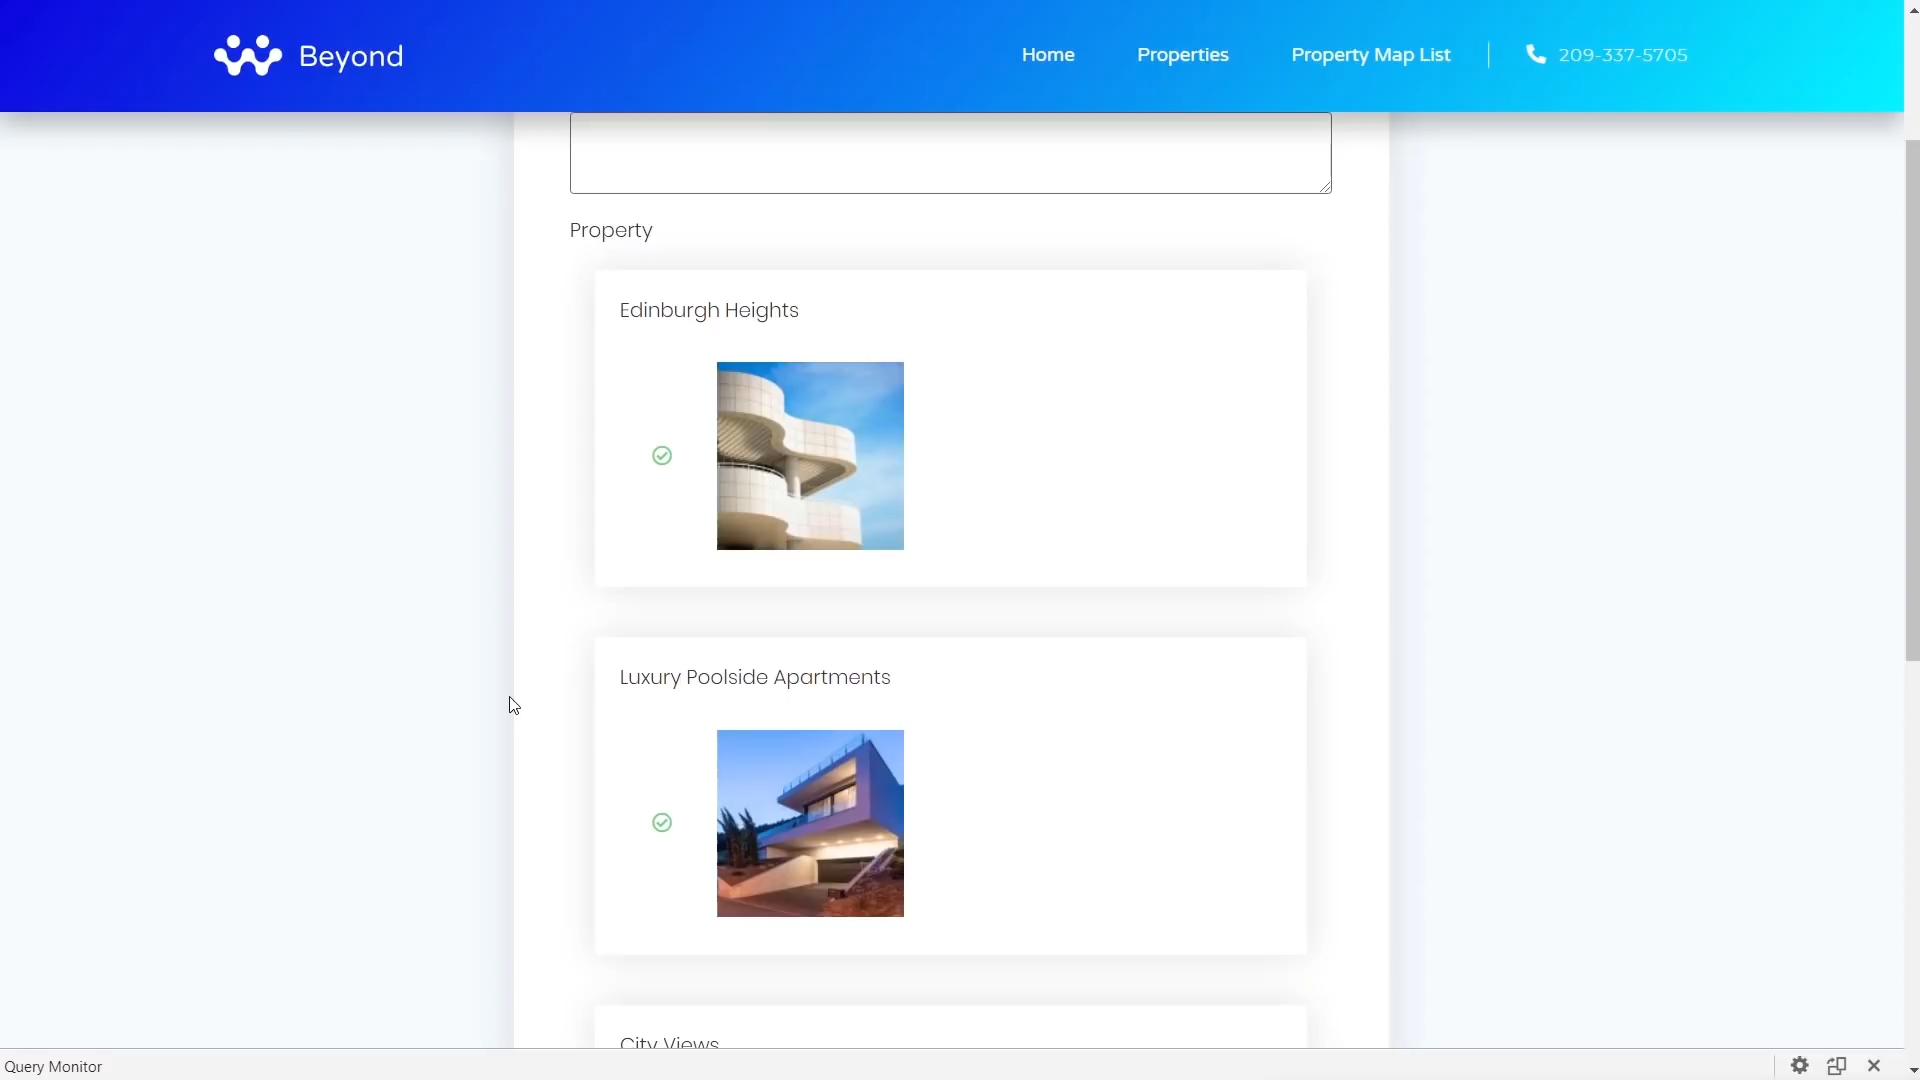 Beyond
Home
Properties
Property Map List
209-337-5705
Property
Edinburgh Heights
Luxury Poolside Apartments
City Views
Query Monitor